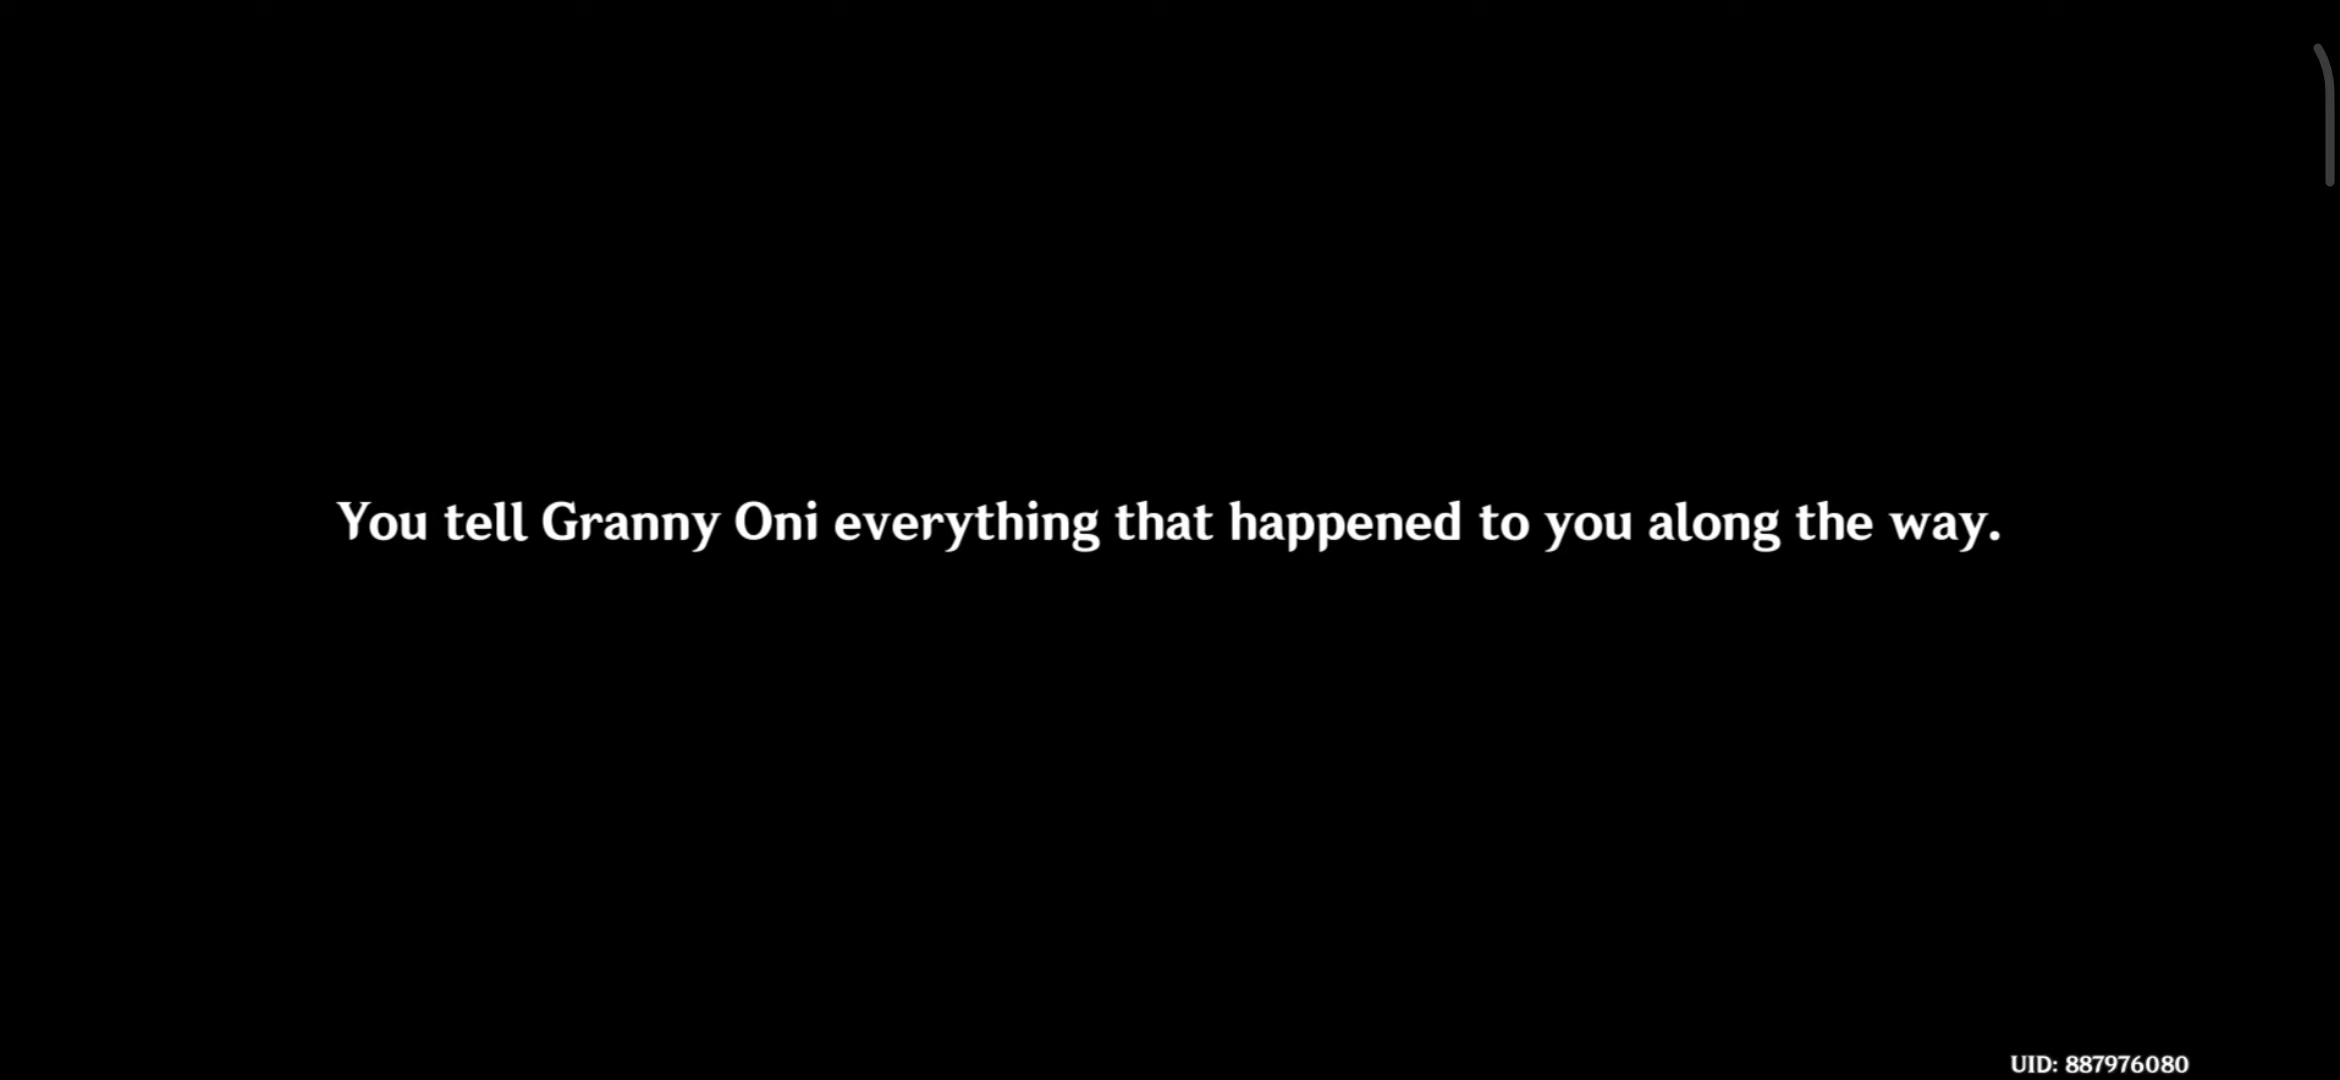 You tell Granny Oni everything that happened to you along the way.
UID: 887976080